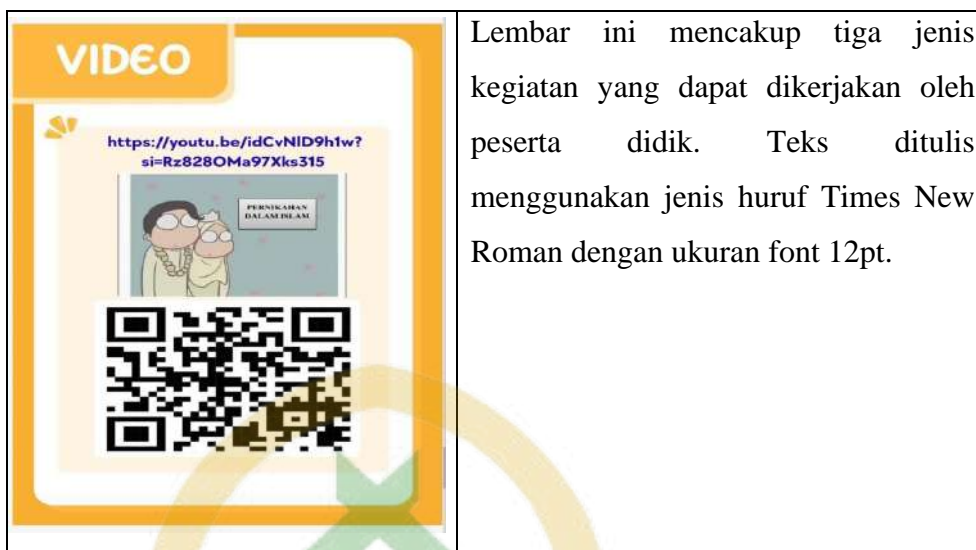 VIDEO
https://youtu.be/idCvNlD9h1w?
si=Rz828OMa97Xks315
PERNIKAHAN
DALAM ISLAM
Lembar ini mencakup tiga jenis
kegiatan yang dapat dikerjakan oleh
peserta didik. Teks ditulis
menggunakan jenis huruf Times New
Roman dengan ukuran font 12pt.